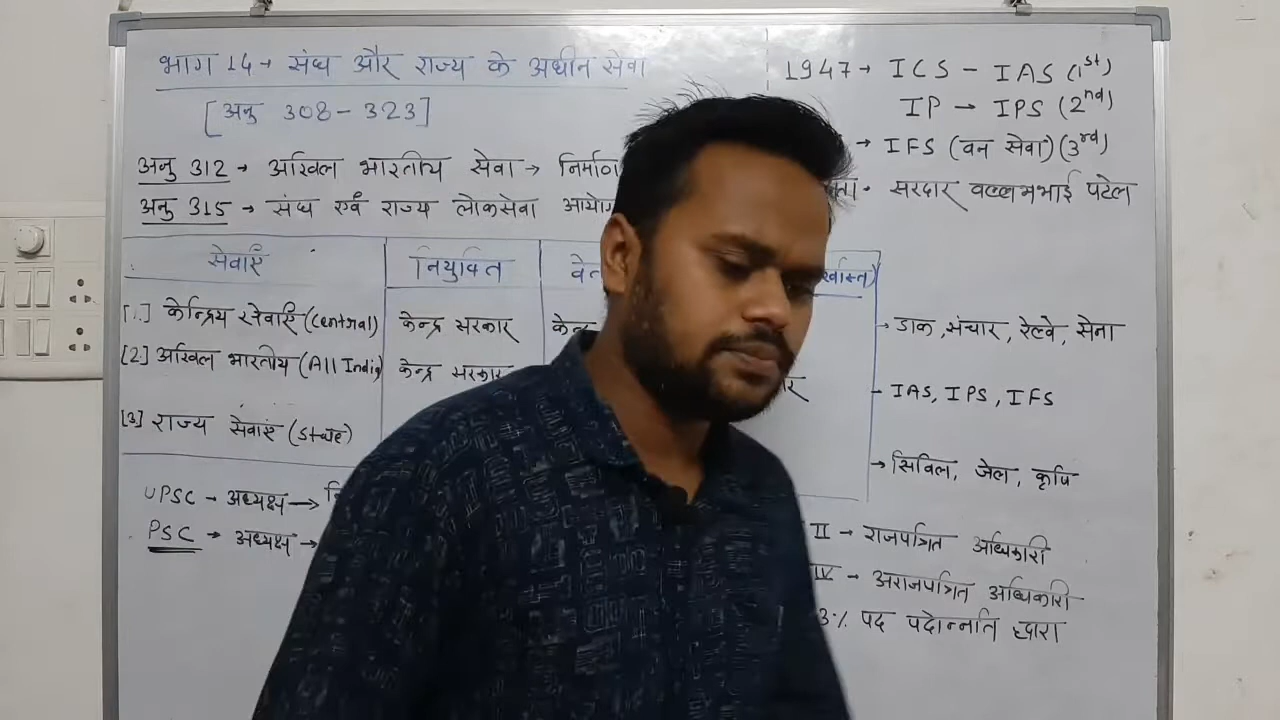 भाग 14 → संघ और राज्य के अधीन सेवा
[अनु 308 - 323]
अनु 312 → अखिल भारतीय सेवा → निर्माण
अनु 315 → संघ एवं राज्य लोकसेवा आयोग
1947 → ICS - IAS (1st)
IP → IPS (2nd)
→ IFS (वन सेवा) (3rd)
सरदार वल्लभभाई पटेल
सेवाएँ नियुक्ति
[1.] केन्द्रिय सेवाएँ (Central) केन्द्र सरकार केन्द्र → डाक, संचार, रेल्वे, सेना
[2] अखिल भारतीय (All India) केन्द्र सरकार - IAS, IPS, IFS
[3] राज्य सेवाएं (State) → सिविल, जेल, कृषि
UPSC → अध्यक्ष →
PSC → अध्यक्ष →
II → राजपत्रित अधिकारी
IV - अराजपत्रित अधिकारी
3% पद पदोन्नति द्वारा